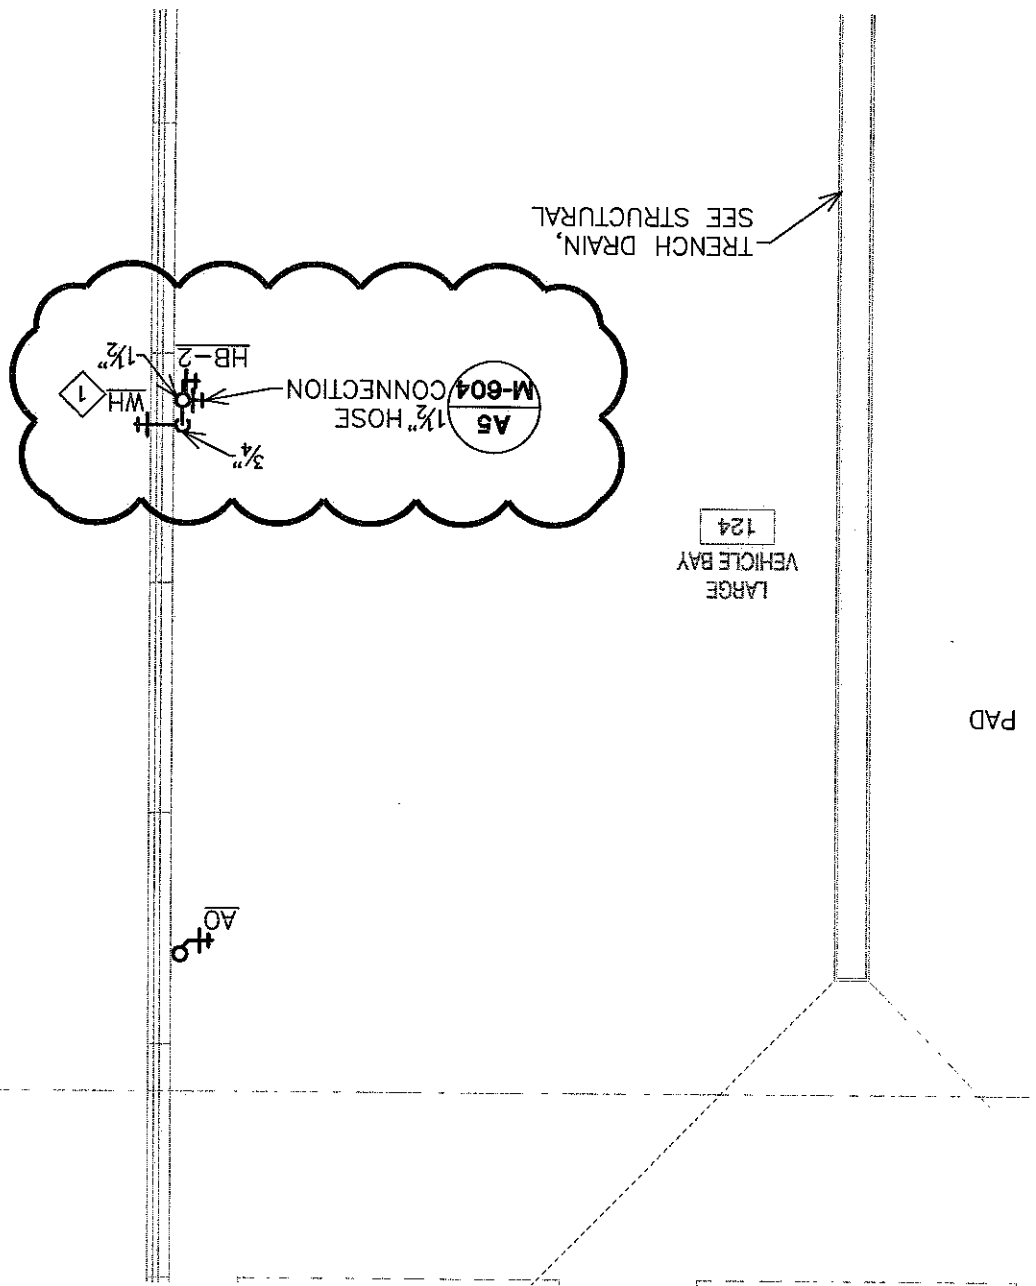 AO
PAD
LARGE
VEHICLE BAY
124
3/4"
A5
M-604
1½" HOSE
CONNECTION
WH
1
HB-2
1½"
TRENCH DRAIN,
SEE STRUCTURAL